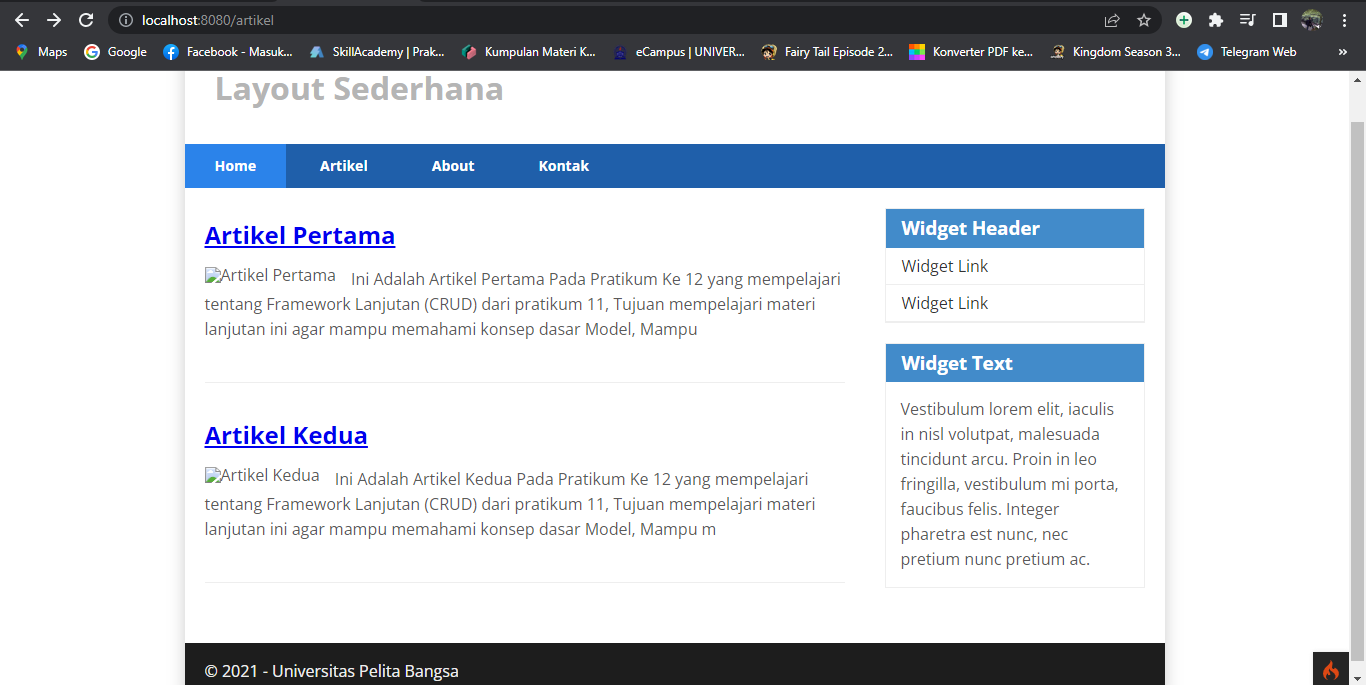 localhost:8080/artikel
Maps Google Facebook - Masuk... SkillAcademy | Prak... Kumpulan Materi K... eCampus | UNIVER... Fairy Tail Episode 2... Konverter PDF ke... Kingdom Season 3... Telegram Web »
Layout Sederhana
Home Artikel About Kontak
Artikel Pertama
Artikel Pertama Ini Adalah Artikel Pertama Pada Pratikum Ke 12 yang mempelajari
tentang Framework Lanjutan (CRUD) dari pratikum 11, Tujuan mempelajari materi
lanjutan ini agar mampu memahami konsep dasar Model, Mampu
Artikel Kedua
Artikel Kedua Ini Adalah Artikel Kedua Pada Pratikum Ke 12 yang mempelajari
tentang Framework Lanjutan (CRUD) dari pratikum 11, Tujuan mempelajari materi
lanjutan ini agar mampu memahami konsep dasar Model, Mampu m
Widget Header
Widget Link
Widget Link
Widget Text
Vestibulum lorem elit, iaculis
in nisl volutpat, malesuada
tincidunt arcu. Proin in leo
fringilla, vestibulum mi porta,
faucibus felis. Integer
pharetra est nunc, nec
pretium nunc pretium ac.
© 2021 - Universitas Pelita Bangsa